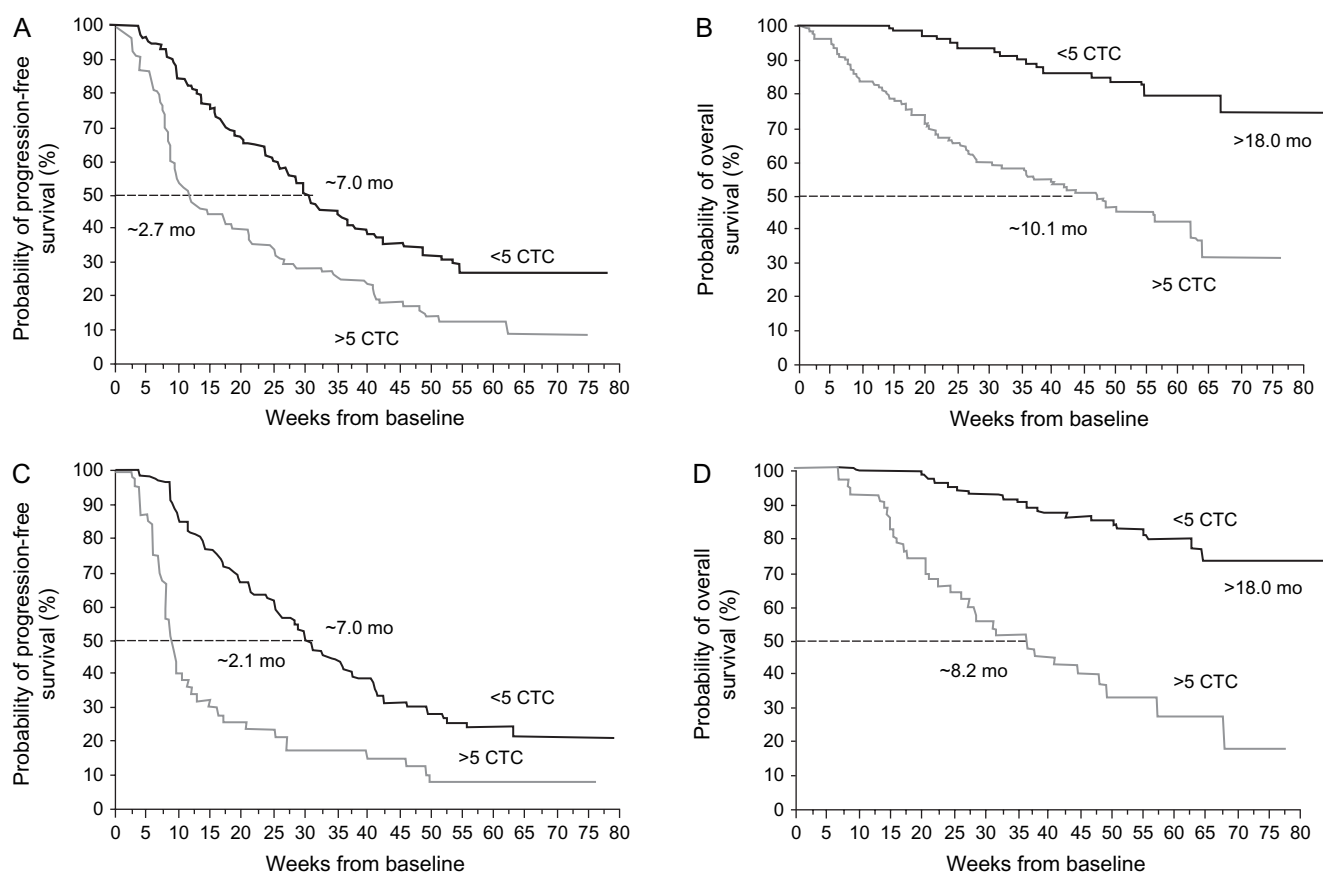 A
Probability of progression-free
survival (%)
100
90
80
70
60
50
40
30
20
10
0
~7.0 mo
~2.7 mo
<5 CTC
>5 CTC
0 5 10 15 20 25 30 35 40 45 50 55 60 65 70 75 80
Weeks from baseline
B
Probability of overall
survival (%)
100
90
80
70
60
50
40
30
20
10
0
<5 CTC
>18.0 mo
~10.1 mo
>5 CTC
0 5 10 15 20 25 30 35 40 45 50 55 60 65 70 75 80
Weeks from baseline
C
Probability of progression-free
survival (%)
100
90
80
70
60
50
40
30
20
10
0
~7.0 mo
~2.1 mo
<5 CTC
>5 CTC
0 5 10 15 20 25 30 35 40 45 50 55 60 65 70 75 80
Weeks from baseline
D
Probability of overall
survival (%)
100
90
80
70
60
50
40
30
20
10
0
<5 CTC
>18.0 mo
~8.2 mo
>5 CTC
0 5 10 15 20 25 30 35 40 45 50 55 60 65 70 75 80
Weeks from baseline